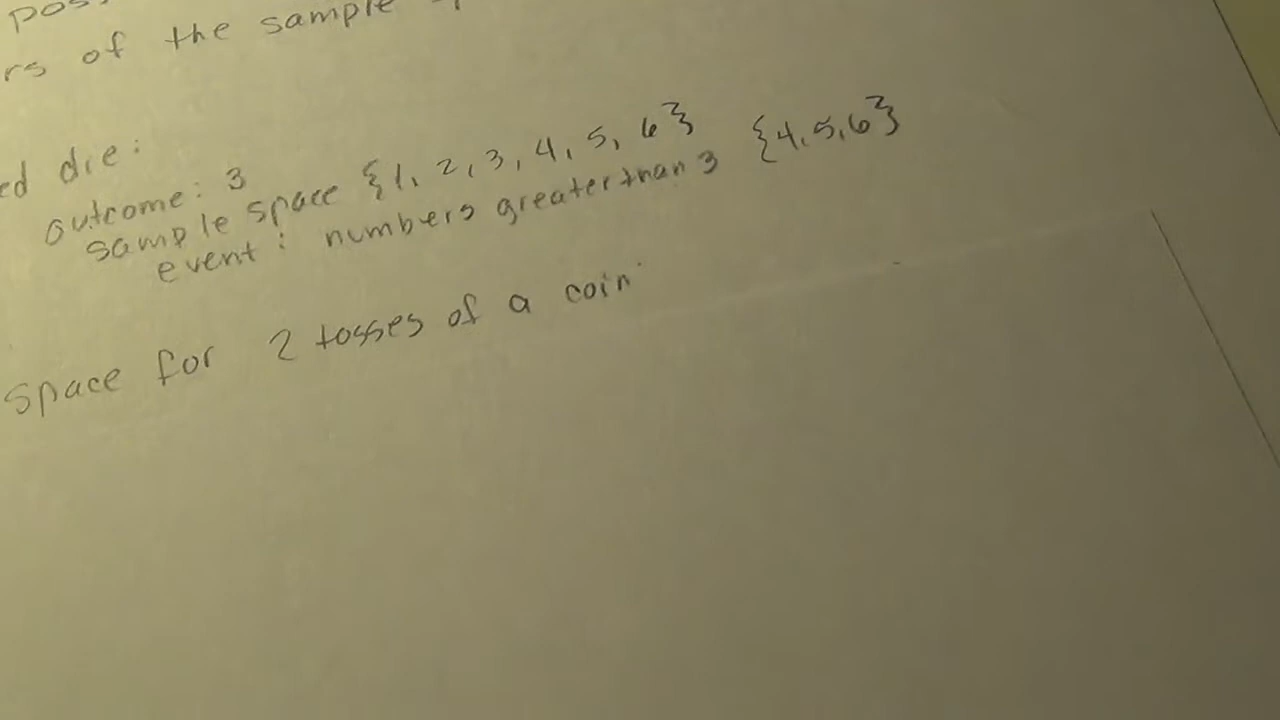 of the sample
die:
outcome: 3
sample space {1, 2, 3, 4, 5, 6}
event: numbers greater than 3 {4, 5, 6}
space for 2 tosses of a coin